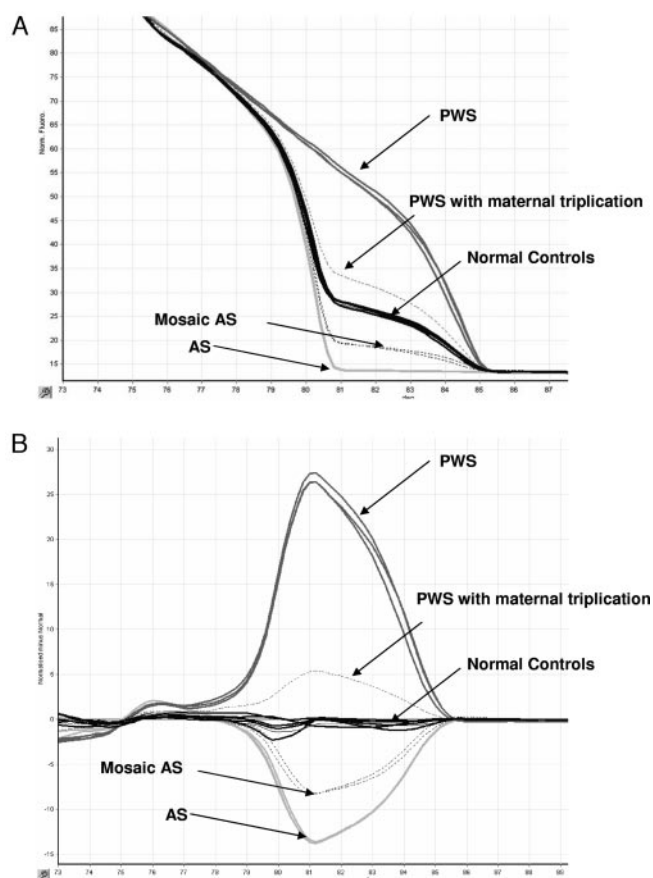 A
85
80
75
70
65
60
55
50
45
40
35
30
25
20
15
Norm. Fluoro.
PWS
PWS with maternal triplication
Normal Controls
Mosaic AS
AS
73 74 75 76 77 78 79 80 81 82 83 84 85 86 87
deg.
B
30
25
20
15
10
5
0
-5
-10
-15
Normalised minus Normal
PWS
PWS with maternal triplication
Normal Controls
Mosaic AS
AS
73 74 75 76 77 78 79 80 81 82 83 84 85 86 87 88 89